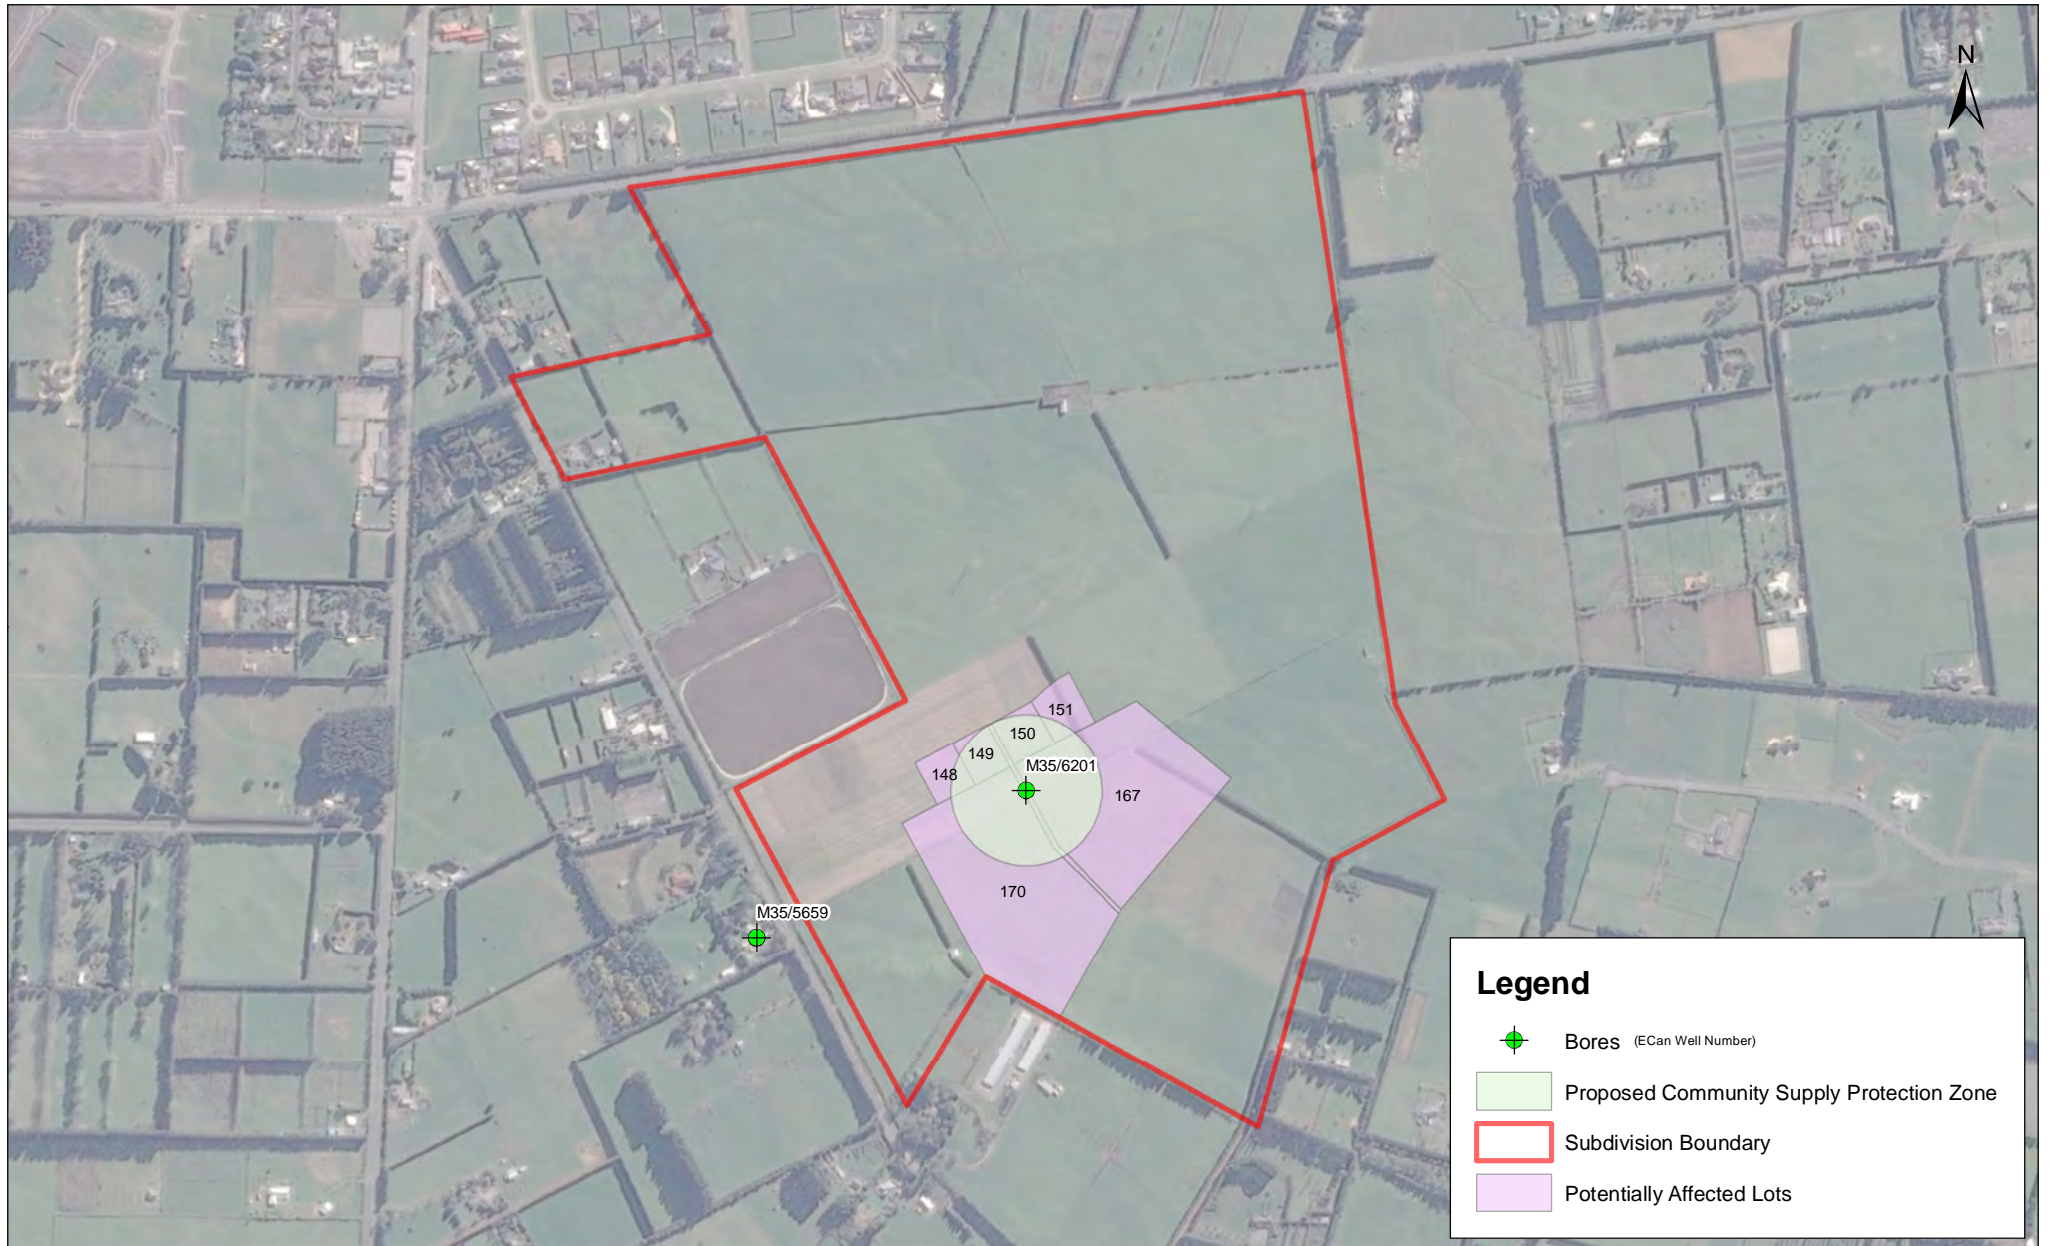 N
151
150
149
148
M35/6201
167
170
M35/5659
Legend
Bores (ECan Well Number)
Proposed Community Supply Protection Zone
Subdivision Boundary
Potentially Affected Lots